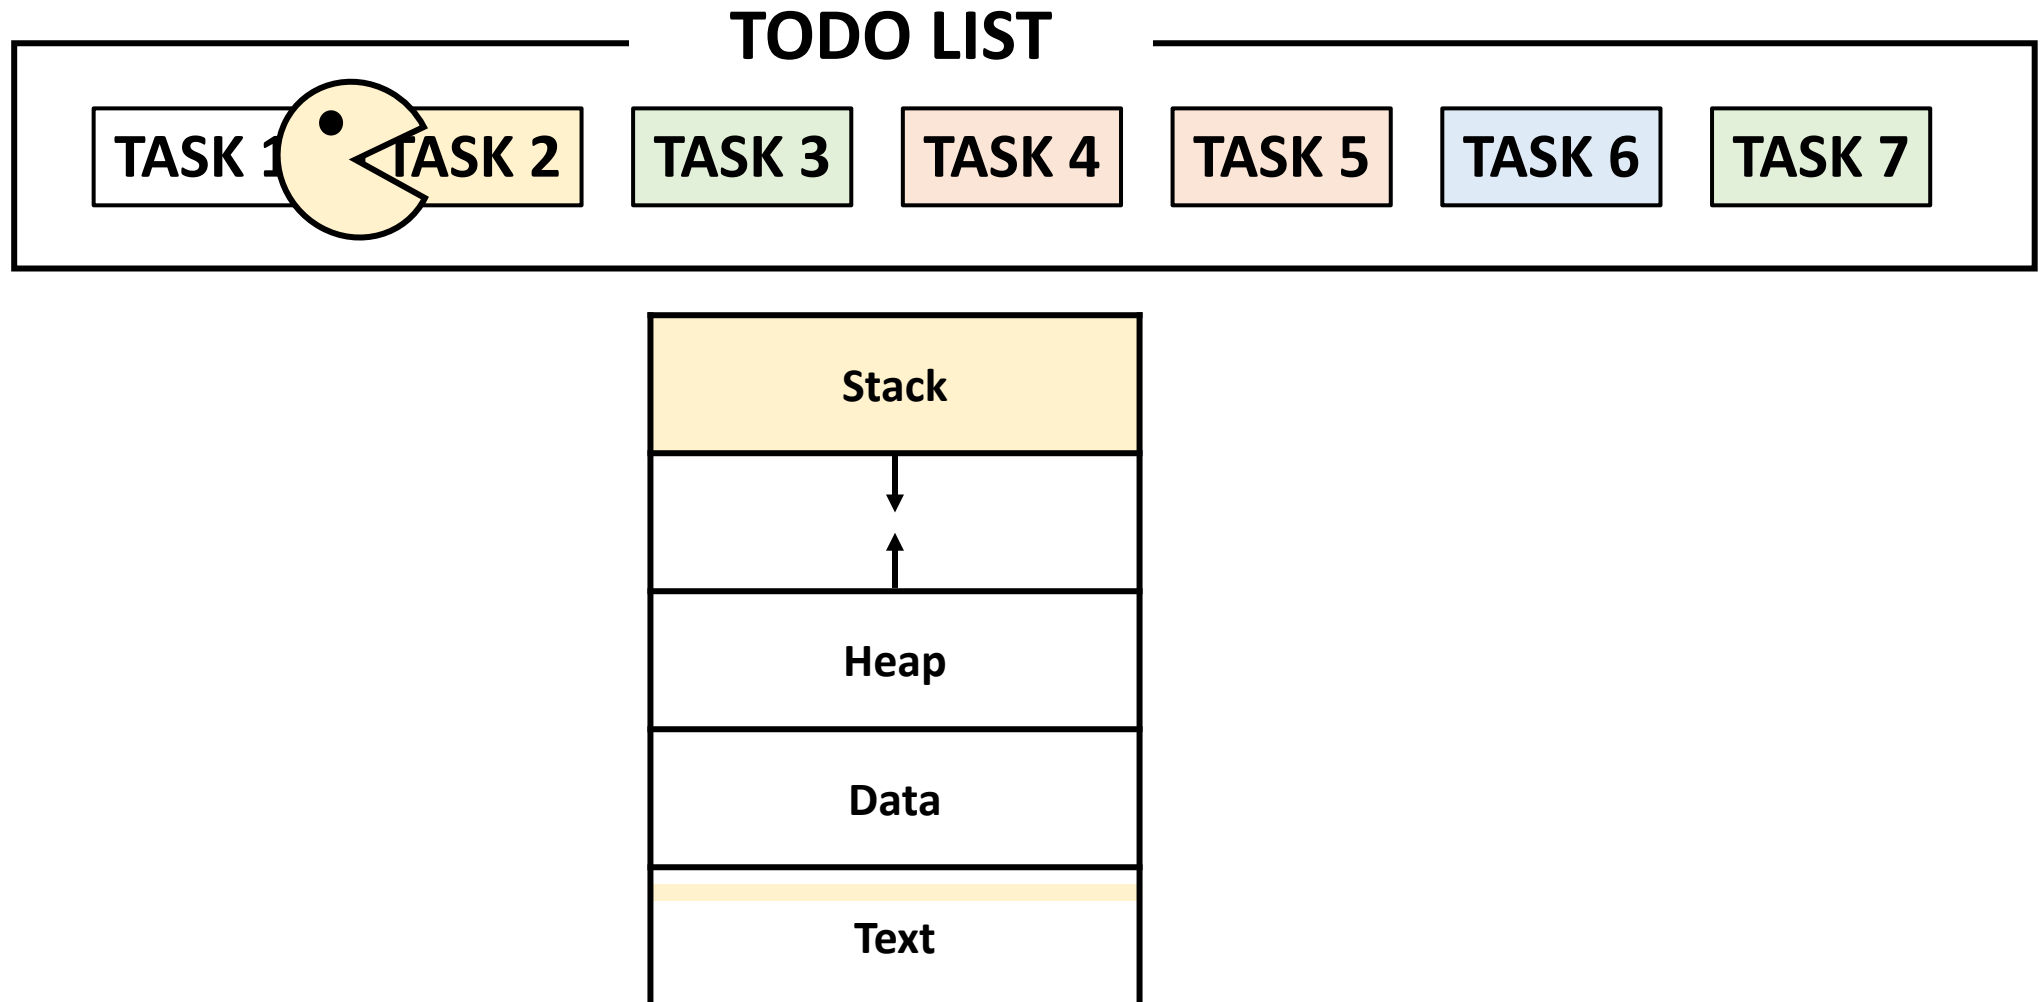 TODO LIST
TASK 1 TASK 2 TASK 3 TASK 4 TASK 5 TASK 6 TASK 7
Stack
Heap
Data
Text